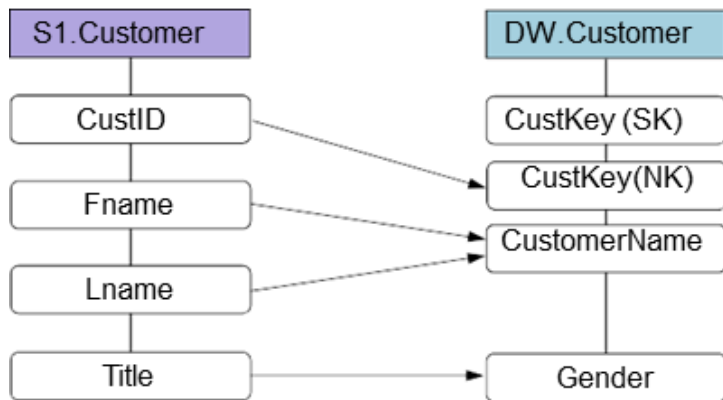 S1.Customer
DW.Customer
CustID
CustKey (SK)
CustKey(NK)
Fname
CustomerName
Lname
Title
Gender